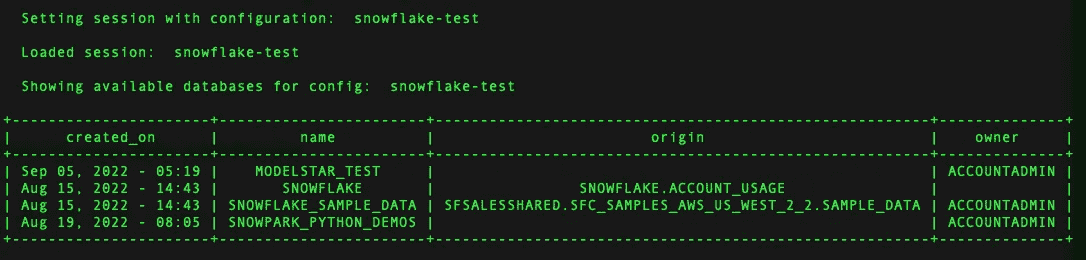 Setting session with configuration:  snowflake-test
Loaded session:  snowflake-test
Showing available databases for config:  snowflake-test
+----------------------+-----------------------+-------------------------------------------------------+--------------+
|      created_on      |         name          |                        origin                         |    owner     |
+----------------------+-----------------------+-------------------------------------------------------+--------------+
| Sep 05, 2022 - 05:19 |    MODELSTAR_TEST     |                                                       | ACCOUNTADMIN |
| Aug 15, 2022 - 14:43 |       SNOWFLAKE       |                SNOWFLAKE.ACCOUNT_USAGE                |              |
| Aug 15, 2022 - 14:43 | SNOWFLAKE_SAMPLE_DATA | SFSALESSHARED.SFC_SAMPLES_AWS_US_WEST_2_2.SAMPLE_DATA | ACCOUNTADMIN |
| Aug 19, 2022 - 08:05 | SNOWPARK_PYTHON_DEMOS |                                                       | ACCOUNTADMIN |
+----------------------+-----------------------+-------------------------------------------------------+--------------+